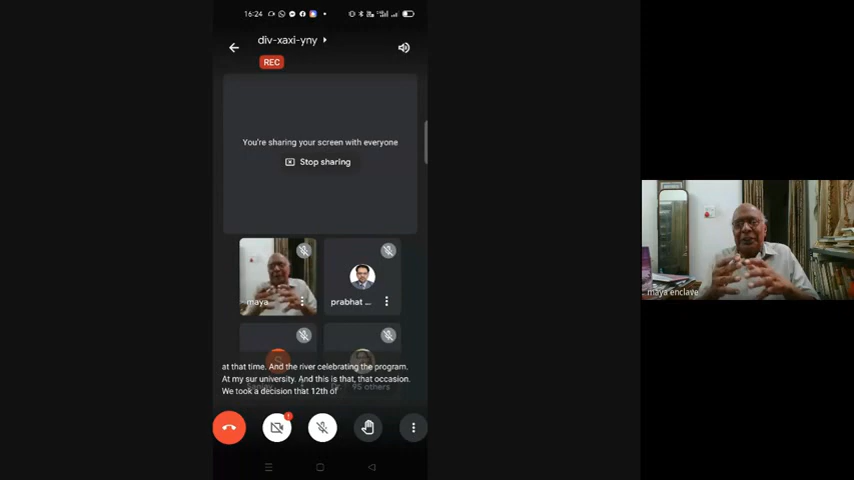 16:24
div-xaxi-yny
REC
You're sharing your screen with everyone
Stop sharing
maya
prabhat ...
at that time. And the river celebrating the program.
At my sur university. And this is that, that occasion.
We took a decision that 12th of
95 others
maya enclave